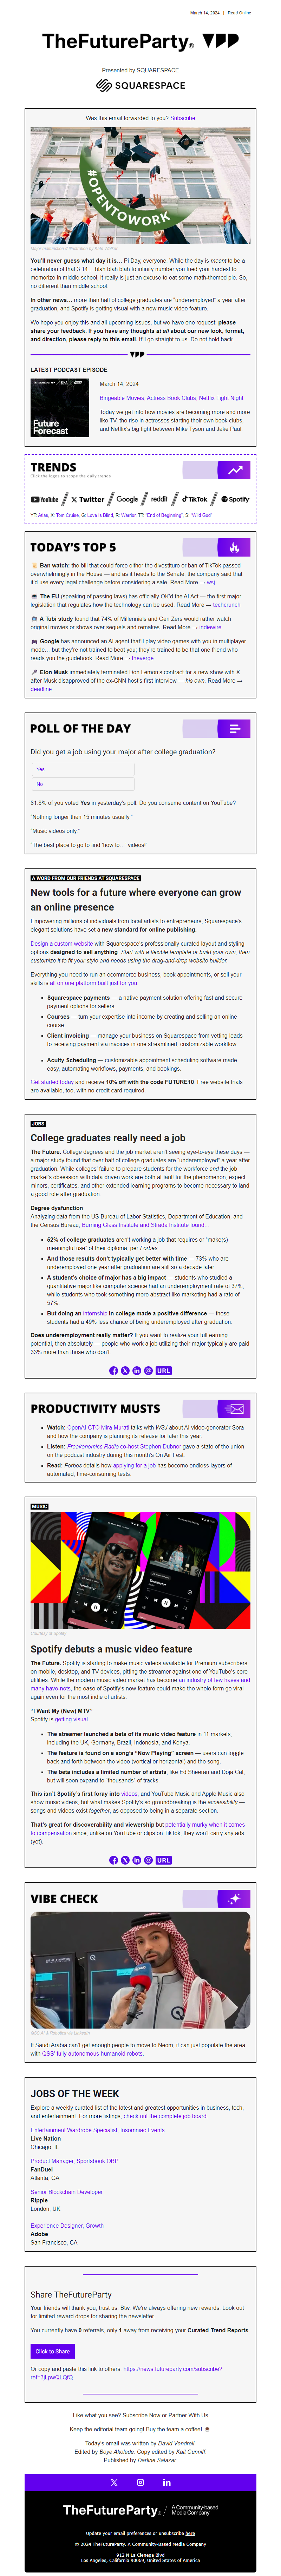 March 14, 2024 | Read Online
TheFutureParty.
Presented by SQUARESPACE
SQUARESPACE
Was this email forwarded to you? Subscribe
#OPENTOWORK
You'll never guess what day it is… Pi Day, everyone. While the day is meant to be a
celebration of that 3.14… blah blah blah to infinity number you tried your hardest to
memorize in middle school, it really is just an excuse to have some math-themed pie. So,
no different than middle school.
In other news… more than half of college graduates are "underemployed" a year after
graduation, and Spotify is getting visual with a new music video feature.
We hope you enjoy this and all upcoming issues, but we have one request: please
share your feedback. If you have any thoughts at all about our new look, format,
and direction, please reply to this email. It'll go straight to us. Do not hold back.
LATEST PODCAST EPISODE
Future
Forecast
March 14, 2024
Bingeable Movies, Actress Book Clubs, Netflix Fight Night
Today we get into why movies are becoming more and more
like TV, the rise in actresses starting their own book clubs,
and Netflix's big fight between Mike Tyson and Jake Paul.
TRENDS
Click the logos to scope the daily trends.
YouTube / Twitter / Google / reddit / TikTok / Spotify
YT: Atlas, X: Tom Cruise, G: Love Is Blind, R: Warrior, TT: "End of Beginning", S: "Wild God"
TODAY'S TOP 5
Ban watch: the bill that could force either the divestiture or ban of TikTok passed
overwhelmingly in the House — and as it heads to the Senate, the company says that
it'd use every legal challenge before considering a sale. Read More → wsj
The EU (speaking of passing laws) has officially OK'd the AI Act — the first major
legislation that regulates how the technology can be used. Read More → techcrunch
A Tubi study found that 74% of Millennials and Gen Zers would rather watch
original movies or shows over sequels and remakes. Read More → indiewire
Google has announced an AI agent that'll play video games with you in multiplayer
mode… but they're not trained to beat you, they're trained to be that one friend who
reads you the guidebook. Read More → theverge
Elon Musk immediately terminated Don Lemon's contract for a new show with X
after Musk disapproved of the ex-CNN host's first interview — his own. Read More →
deadline
POLL OF THE DAY
Did you get a job using your major after college graduation?
Yes
No
81.8% of you voted Yes in yesterday's poll: Do you consume content on YouTube?
"Nothing longer than 15 minutes usually."
"Music videos only."
"The best place to go to find 'how to…' videos!"
A WORD FROM OUR FRIENDS AT SQUARESPACE
New tools for a future where everyone can grow
an online presence
Empowering millions of individuals from local artists to entrepreneurs, Squarespace's
elegant solutions have set a new standard for online publishing.
Design a custom website with Squarespace's professionally curated layout and styling
options designed to sell anything. Start with a flexible template or build your own, then
customize it to fit your style and needs using the drag-and-drop website builder.
Everything you need to run an ecommerce business, book appointments, or sell your
skills is all on one platform built just for you.
Squarespace payments — a native payment solution offering fast and secure
payment options for sellers.
Courses — turn your expertise into income by creating and selling an online
course.
Client invoicing — manage your business on Squarespace from vetting leads
to receiving payment via invoices in one streamlined, customizable workflow.
Acuity Scheduling — customizable appointment scheduling software made
easy, automating workflows, payments, and bookings.
Get started today and receive 10% off with the code FUTURE10. Free website trials
are available, too, with no credit card required.
JOBS
College graduates really need a job
The Future. College degrees and the job market aren't seeing eye-to-eye these days —
a major study found that over half of college graduates are "underemployed" a year after
graduation. While colleges' failure to prepare students for the workforce and the job
market's obsession with data-driven work are both at fault for the phenomenon, expect
minors, certificates, and other extended learning programs to become necessary to land
a good role after graduation.
Degree dysfunction
Analyzing data from the US Bureau of Labor Statistics, Department of Education, and
the Census Bureau, Burning Glass Institute and Strada Institute found…
52% of college graduates aren't working a job that requires or "make(s)
meaningful use" of their diploma, per Forbes.
And those results don't typically get better with time — 73% who are
underemployed one year after graduation are still so a decade later.
A student's choice of major has a big impact — students who studied a
quantitative major like computer science had an underemployment rate of 37%,
while students who took something more abstract like marketing had a rate of
57%.
But doing an internship in college made a positive difference — those
students had a 49% less chance of being underemployed after graduation.
Does underemployment really matter? If you want to realize your full earning
potential, then absolutely — people who work a job utilizing their major typically are paid
33% more than those who don't.
URL
PRODUCTIVITY MUSTS
Watch: OpenAI CTO Mira Murati talks with WSJ about AI video-generator Sora
and how the company is planning its release for later this year.
Listen: Freakonomics Radio co-host Stephen Dubner gave a state of the union
on the podcast industry during this month's On Air Fest.
Read: Forbes details how applying for a job has become endless layers of
automated, time-consuming tests.
MUSIC
Spotify debuts a music video feature
The Future. Spotify is starting to make music videos available for Premium subscribers
on mobile, desktop, and TV devices, pitting the streamer against one of YouTube's core
utilities. While the modern music video market has become an industry of few haves and
many have-nots, the ease of Spotify's new feature could make the whole form go viral
again even for the most indie of artists.
"I Want My (New) MTV"
Spotify is getting visual.
The streamer launched a beta of its music video feature in 11 markets,
including the UK, Germany, Brazil, Indonesia, and Kenya.
The feature is found on a song's "Now Playing" screen — users can toggle
back and forth between the video (vertical or horizontal) and the song.
The beta includes a limited number of artists, like Ed Sheeran and Doja Cat,
but will soon expand to "thousands" of tracks.
This isn't Spotify's first foray into videos, and YouTube Music and Apple Music also
show music videos, but what makes Spotify's so groundbreaking is the accessibility —
songs and videos exist together, as opposed to being in a separate section.
That's great for discoverability and viewership but potentially murky when it comes
to compensation since, unlike on YouTube or clips on TikTok, they won't carry any ads
(yet).
URL
VIBE CHECK
If Saudi Arabia can't get enough people to move to Neom, it can just populate the area
with QSS' fully autonomous humanoid robots.
JOBS OF THE WEEK
Explore a weekly curated list of the latest and greatest opportunities in business, tech,
and entertainment. For more listings, check out the complete job board.
Entertainment Wardrobe Specialist, Insomniac Events
Live Nation
Chicago, IL
Product Manager, Sportsbook CBP
FanDuel
Atlanta, GA
Senior Blockchain Developer
Ripple
London, UK
Experience Designer, Growth
Adobe
San Francisco, CA
Share TheFutureParty
Your friends will thank you, trust us. Btw. We're always offering new rewards. Look out
for limited reward drops for sharing the newsletter.
You currently have 0 referrals, only 1 away from receiving your Curated Trend Reports.
Click to Share
Or copy and paste this link to others: https://news.futureparty.com/subscribe?
ref=3jLpwQLQfQ
Like what you see? Subscribe Now or Partner With Us
Keep the editorial team going! Buy the team a coffee!
Today's email was written by David Vendrell.
Edited by Boye Akolade. Copy edited by Kait Cunniff.
Published by Darline Salazar.
TheFutureParty. / A Community-based
Media Company
Update your email preferences or unsubscribe here
© 2024 TheFutureParty. A Community-Based Media Company
912 N La Cienega Blvd
Los Angeles, California 90069, United States of America